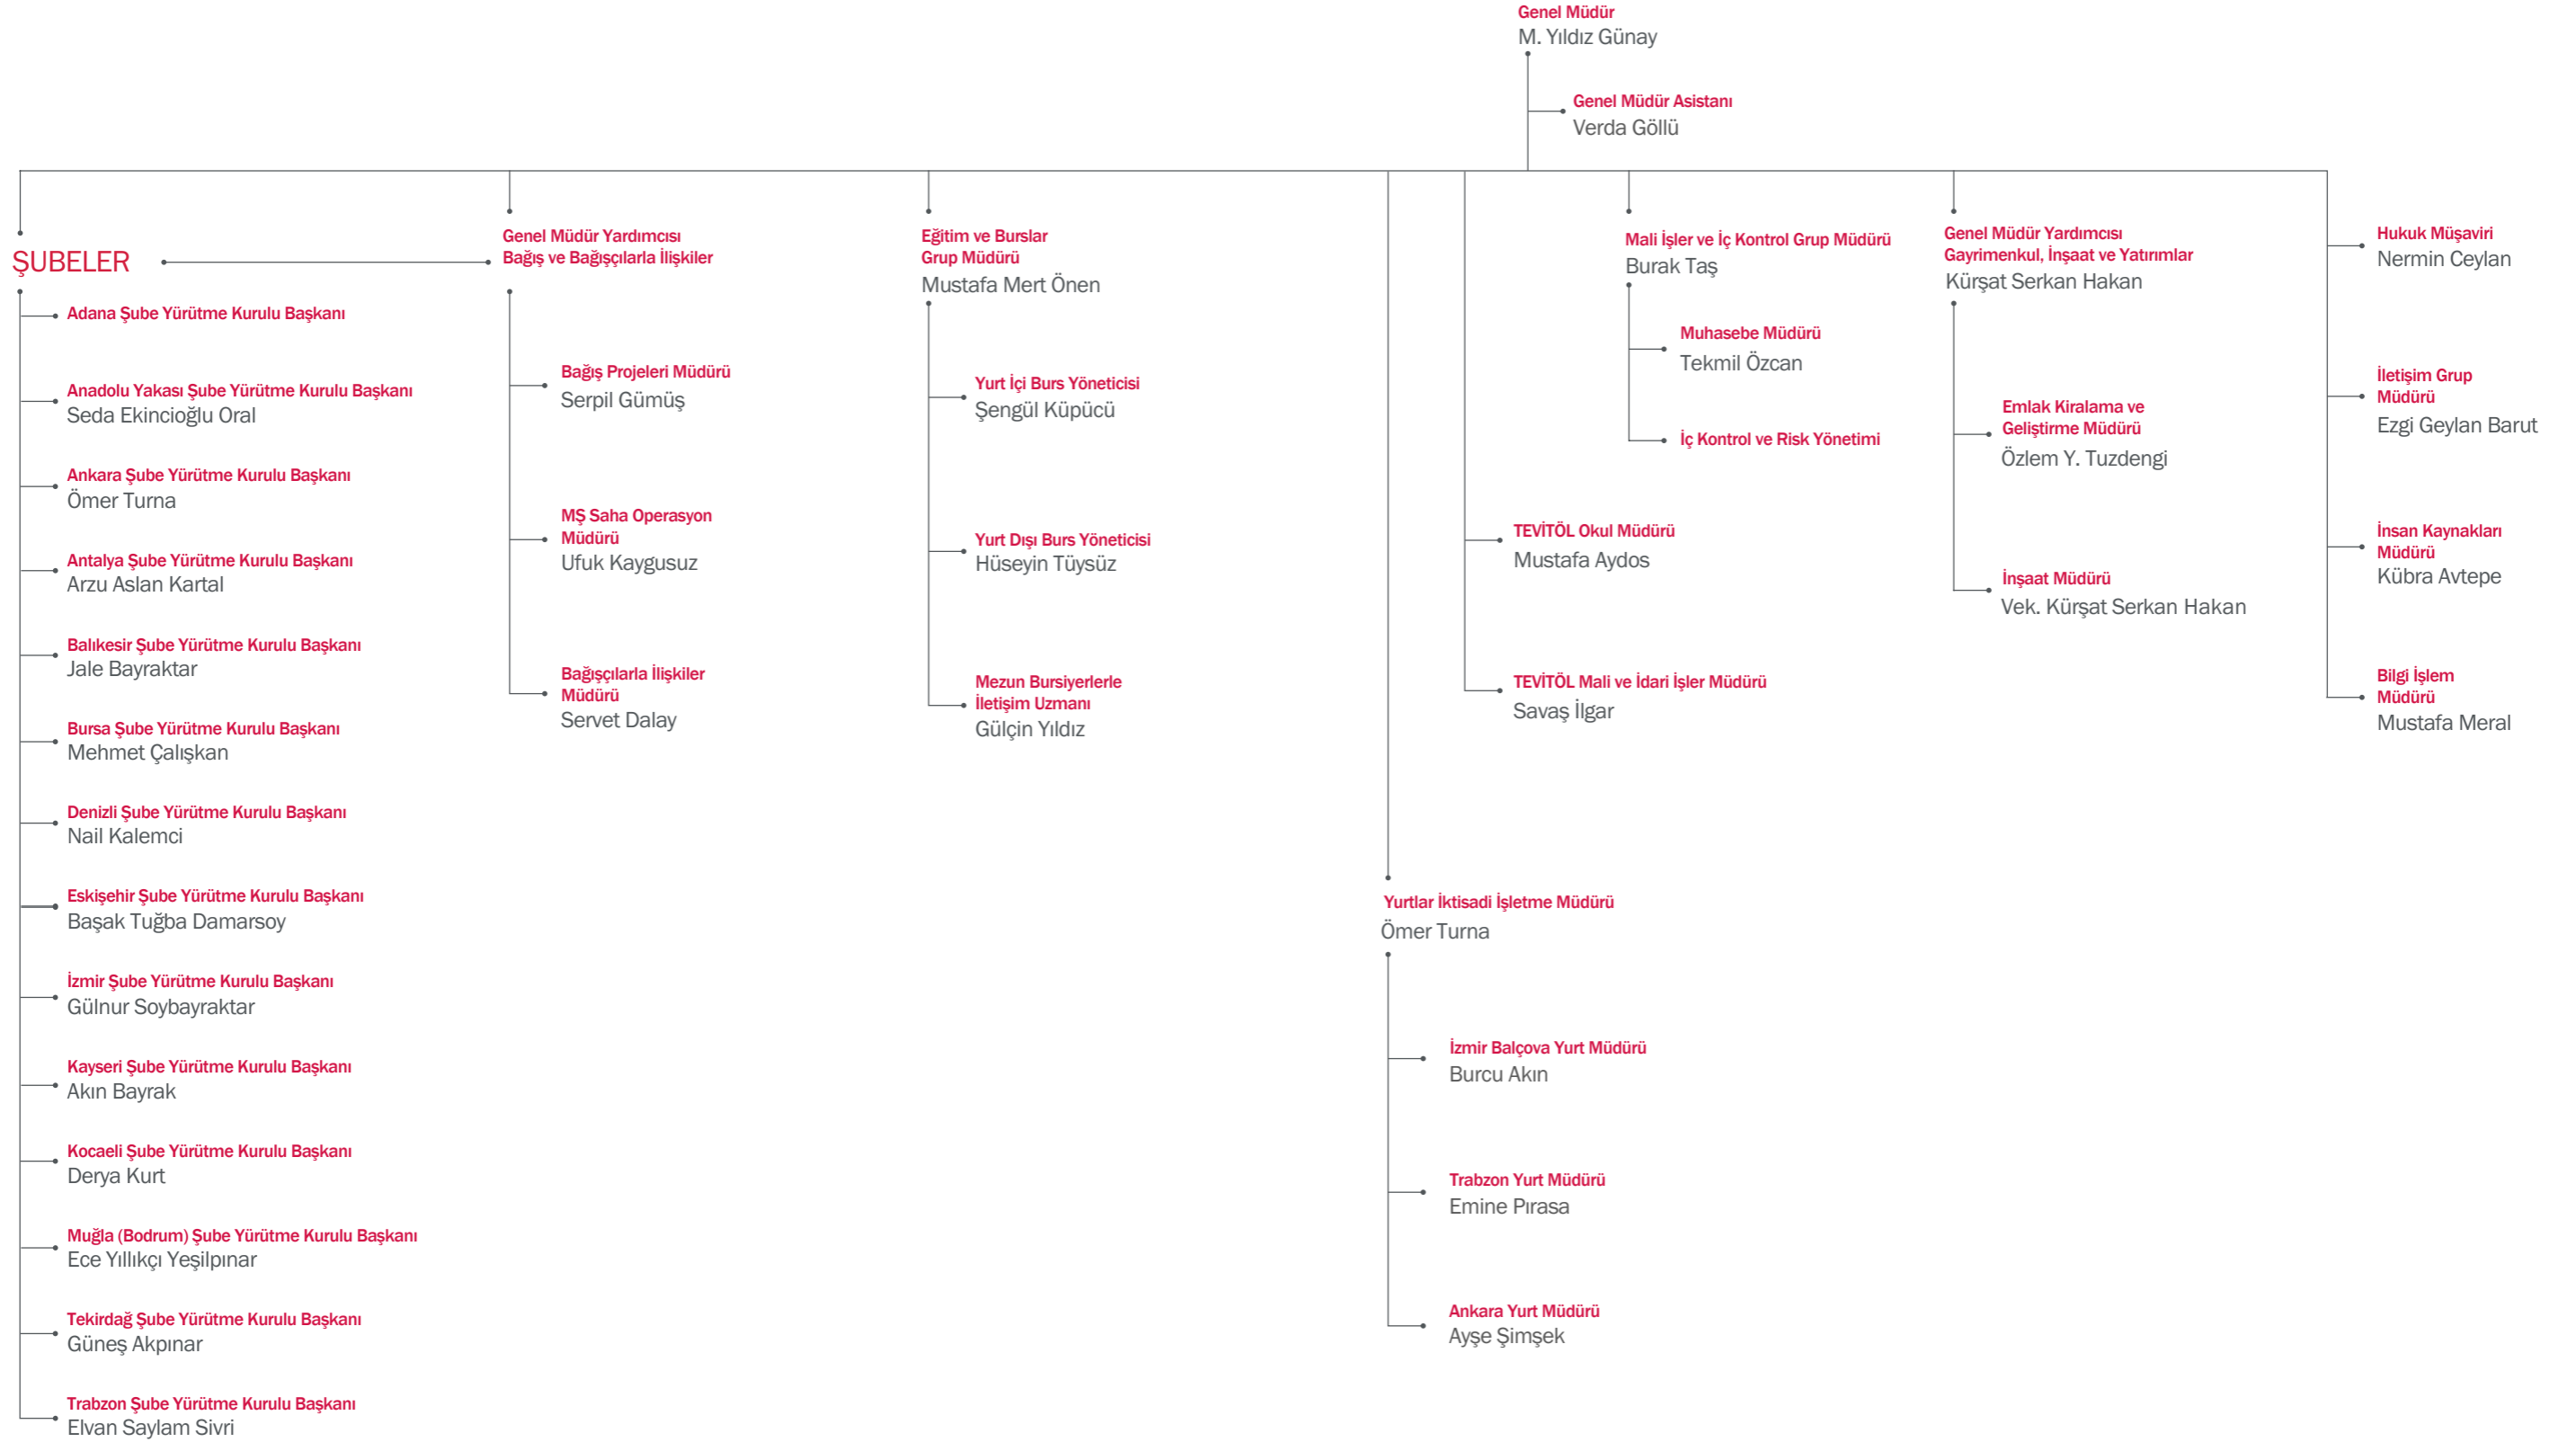 Genel Müdür
M. Yıldız Günay
Genel Müdür Asistanı
Verda Göllü
ŞUBELER
Adana Şube Yürütme Kurulu Başkanı
Anadolu Yakası Şube Yürütme Kurulu Başkanı
Seda Ekincioğlu Oral
Ankara Şube Yürütme Kurulu Başkanı
Ömer Turna
Antalya Şube Yürütme Kurulu Başkanı
Arzu Aslan Kartal
Balıkesir Şube Yürütme Kurulu Başkanı
Jale Bayraktar
Bursa Şube Yürütme Kurulu Başkanı
Mehmet Çalışkan
Denizli Şube Yürütme Kurulu Başkanı
Nail Kalemci
Eskişehir Şube Yürütme Kurulu Başkanı
Başak Tuğba Damarsoy
İzmir Şube Yürütme Kurulu Başkanı
Gülnur Soybayraktar
Kayseri Şube Yürütme Kurulu Başkanı
Akın Bayrak
Kocaeli Şube Yürütme Kurulu Başkanı
Derya Kurt
Muğla (Bodrum) Şube Yürütme Kurulu Başkanı
Ece Yıllıkçı Yeşilpınar
Tekirdağ Şube Yürütme Kurulu Başkanı
Güneş Akpınar
Trabzon Şube Yürütme Kurulu Başkanı
Elvan Saylam Sivri
Genel Müdür Yardımcısı
Bağış ve Bağışçılarla İlişkiler
Bağış Projeleri Müdürü
Serpil Gümüş
MŞ Saha Operasyon
Müdürü
Ufuk Kaygusuz
Bağışçılarla İlişkiler
Müdürü
Servet Dalay
Eğitim ve Burslar
Grup Müdürü
Mustafa Mert Önen
Yurt İçi Burs Yöneticisi
Şengül Küpücü
Yurt Dışı Burs Yöneticisi
Hüseyin Tüysüz
Mezun Bursiyerlerle
İletişim Uzmanı
Gülçin Yıldız
Yurtlar İktisadi İşletme Müdürü
Ömer Turna
İzmir Balçova Yurt Müdürü
Burcu Akın
Trabzon Yurt Müdürü
Emine Pırasa
Ankara Yurt Müdürü
Ayşe Şimşek
TEVİTÖL Okul Müdürü
Mustafa Aydos
TEVİTÖL Mali ve İdari İşler Müdürü
Savaş İlgar
Mali İşler ve İç Kontrol Grup Müdürü
Burak Taş
Muhasebe Müdürü
Tekmil Özcan
İç Kontrol ve Risk Yönetimi
Genel Müdür Yardımcısı
Gayrimenkul, İnşaat ve Yatırımlar
Kürşat Serkan Hakan
Emlak Kiralama ve
Geliştirme Müdürü
Özlem Y. Tuzdengi
İnşaat Müdürü
Vek. Kürşat Serkan Hakan
Hukuk Müşaviri
Nermin Ceylan
İletişim Grup
Müdürü
Ezgi Geylan Barut
İnsan Kaynakları
Müdürü
Kübra Avtepe
Bilgi İşlem
Müdürü
Mustafa Meral